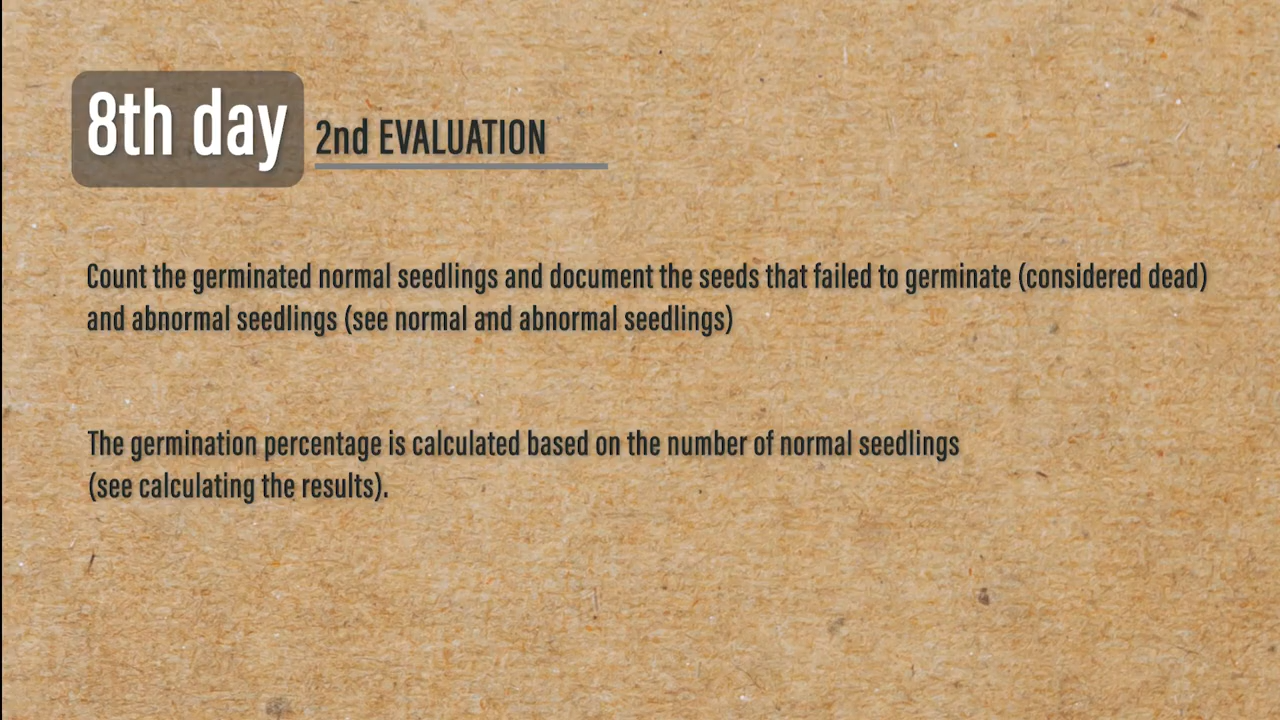 8th day 2nd EVALUATION
Count the germinated normal seedlings and document the seeds that failed to germinate (considered dead)
and abnormal seedlings (see normal and abnormal seedlings)
The germination percentage is calculated based on the number of normal seedlings
(see calculating the results).